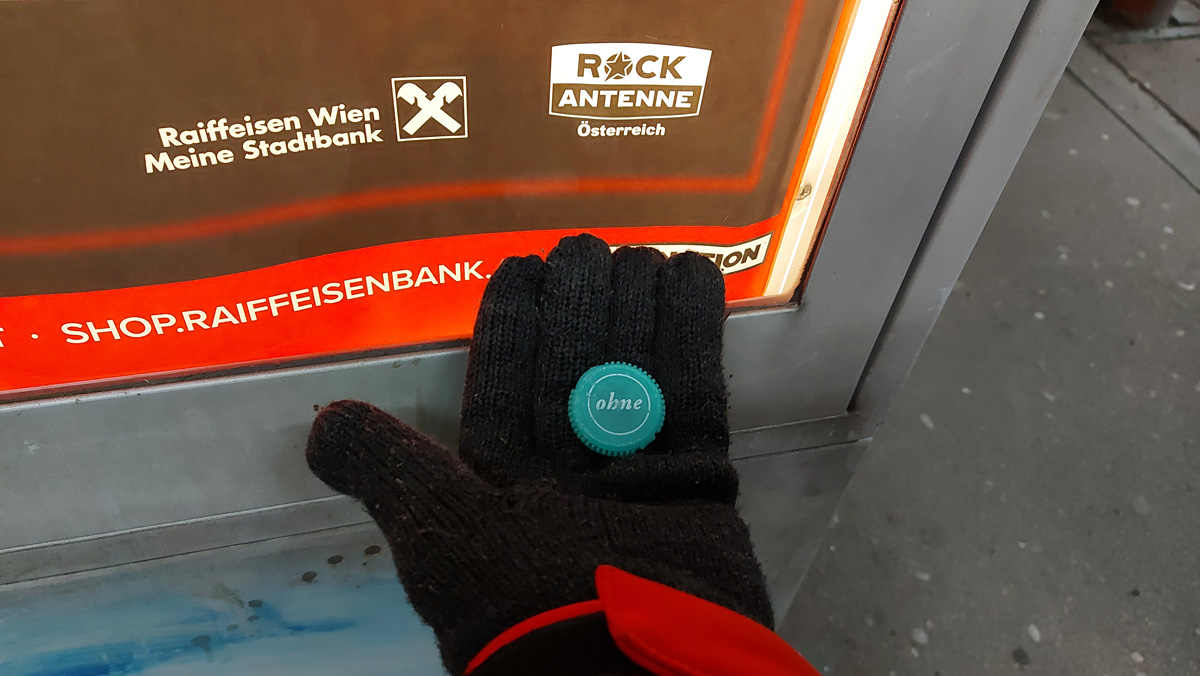 Raiffeisen Wien
Meine Stadtbank
ROCK
ANTENNE
Österreich
SHOP.RAIFFEISENBANK.
ohne